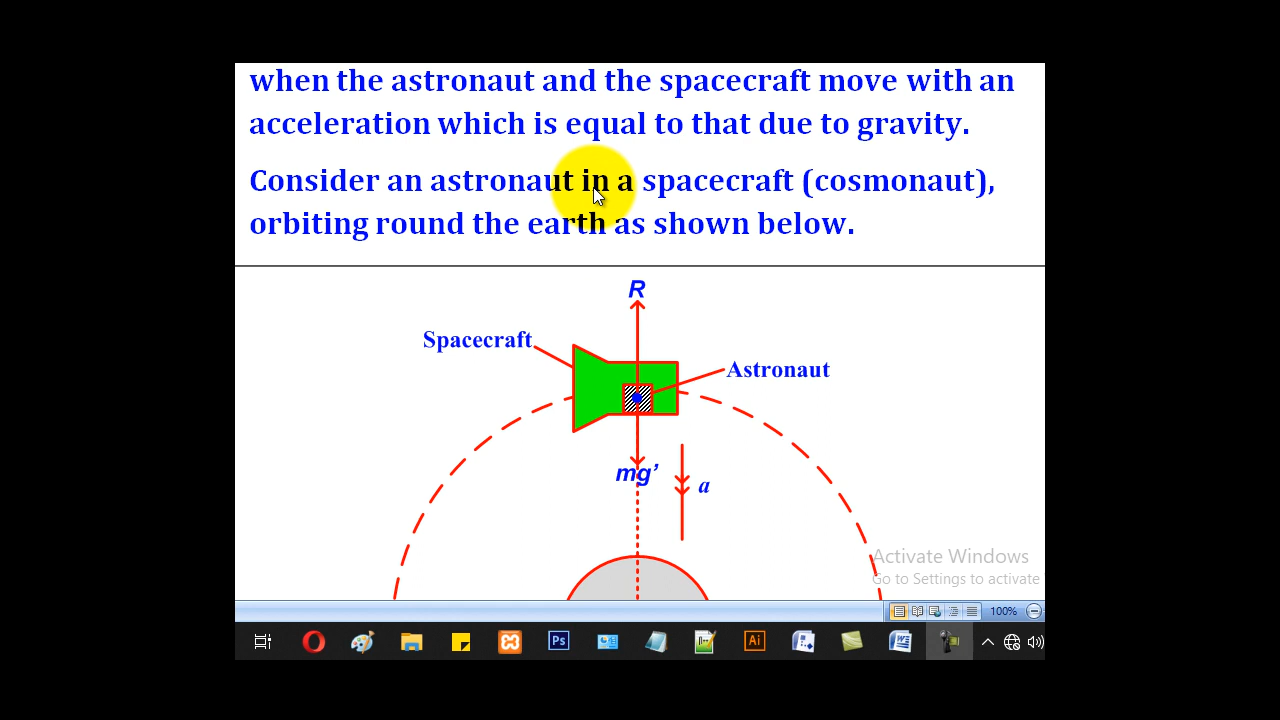 when the astronaut and the spacecraft move with an
acceleration which is equal to that due to gravity.
Consider an astronaut in a spacecraft (cosmonaut),
orbiting round the earth as shown below.
R
Spacecraft
Astronaut
mg’
a
Activate Windows
Go to Settings to activate
100%
Ps
Ai
W